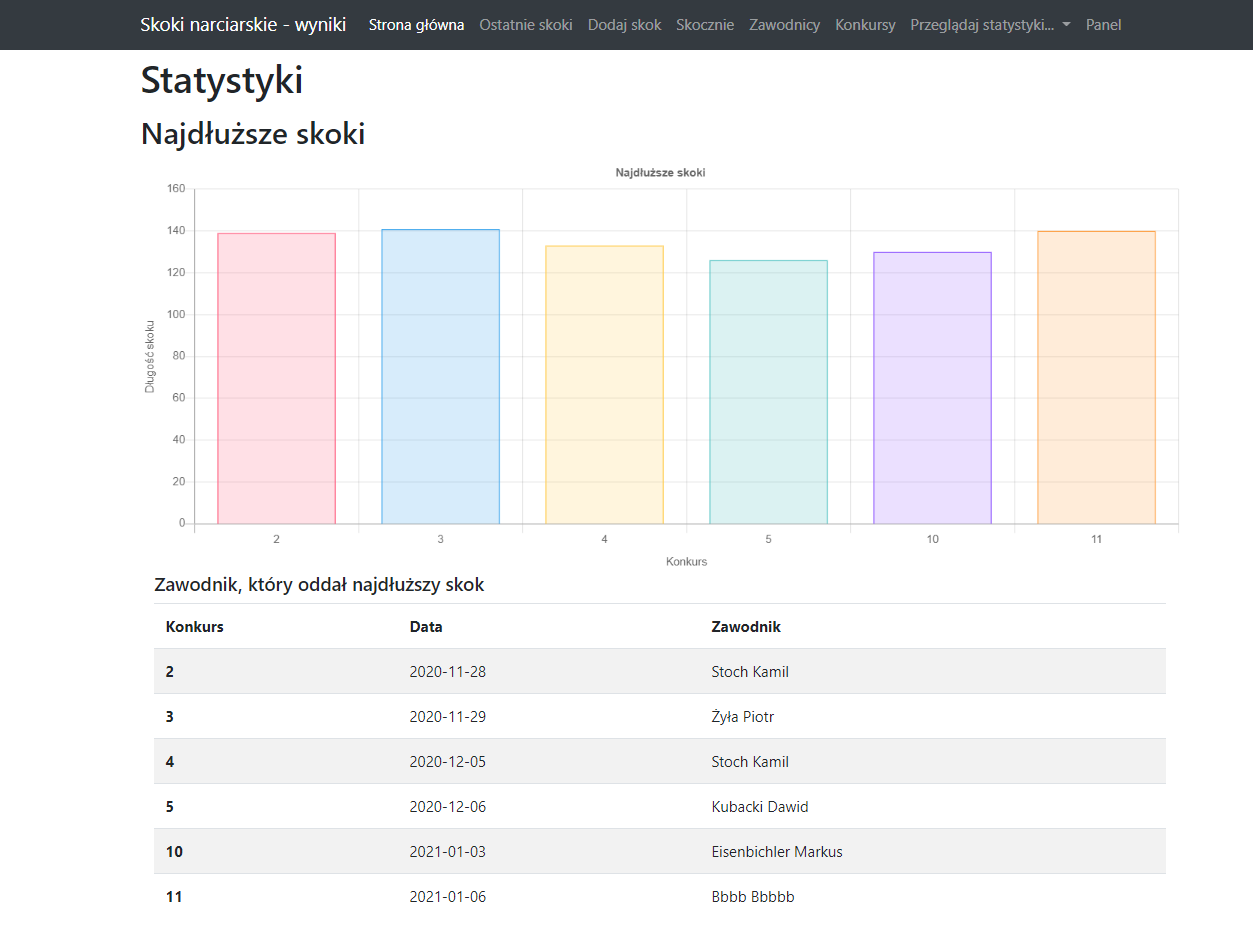 Skoki narciarskie - wyniki Strona główna Ostatnie skoki Dodaj skok Skocznie Zawodnicy Konkursy Przeglądaj statystyki... Panel
Statystyki
Najdłuższe skoki
Najdłuższe skoki
160
140
120
100
80
60
40
20
0
Długość skoku
2 3 4 5 10 11
Konkurs
Zawodnik, który oddał najdłuższy skok
Konkurs Data Zawodnik
2 2020-11-28 Stoch Kamil
3 2020-11-29 Żyła Piotr
4 2020-12-05 Stoch Kamil
5 2020-12-06 Kubacki Dawid
10 2021-01-03 Eisenbichler Markus
11 2021-01-06 Bbbb Bbbbb